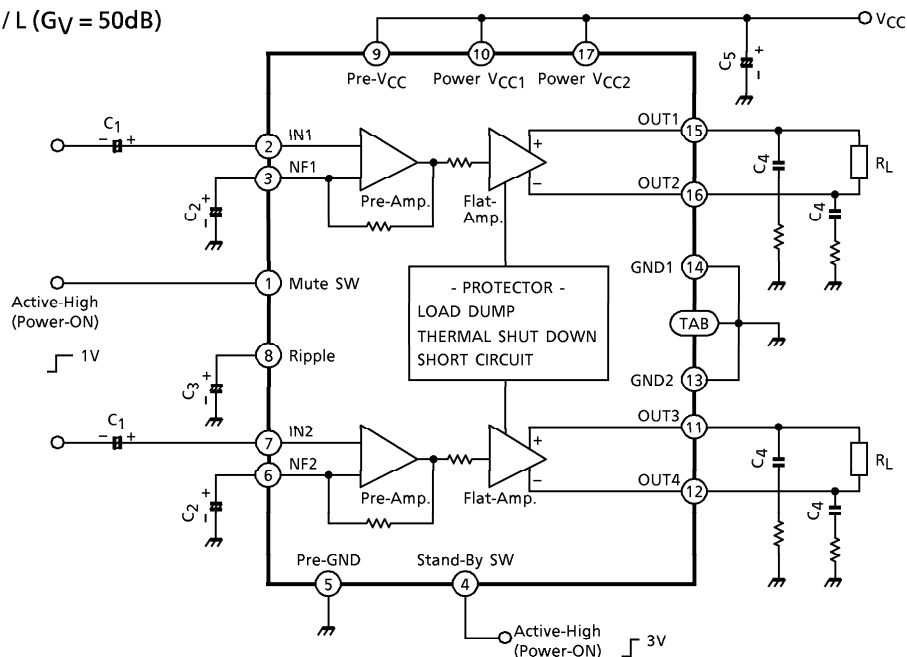 / L (GV = 50dB)
VCC
C5
+
-
9
10
17
Pre-VCC
Power VCC1
Power VCC2
C1
- +
2
IN1
OUT1
15
3
NF1
+
-
C4
RL
C2
+
-
Pre-Amp.
Flat-
Amp.
OUT2
16
C4
1
Mute SW
GND1
14
Active-High
(Power-ON)
- PROTECTOR -
LOAD DUMP
THERMAL SHUT DOWN
SHORT CIRCUIT
TAB
1V
8
Ripple
C3
+
-
GND2
13
C1
- +
7
IN2
OUT3
11
6
NF2
+
-
C4
RL
C2
+
-
Pre-Amp.
Flat-Amp.
OUT4
12
C4
Pre-GND
Stand-By SW
5
4
Active-High
(Power-ON)
3V